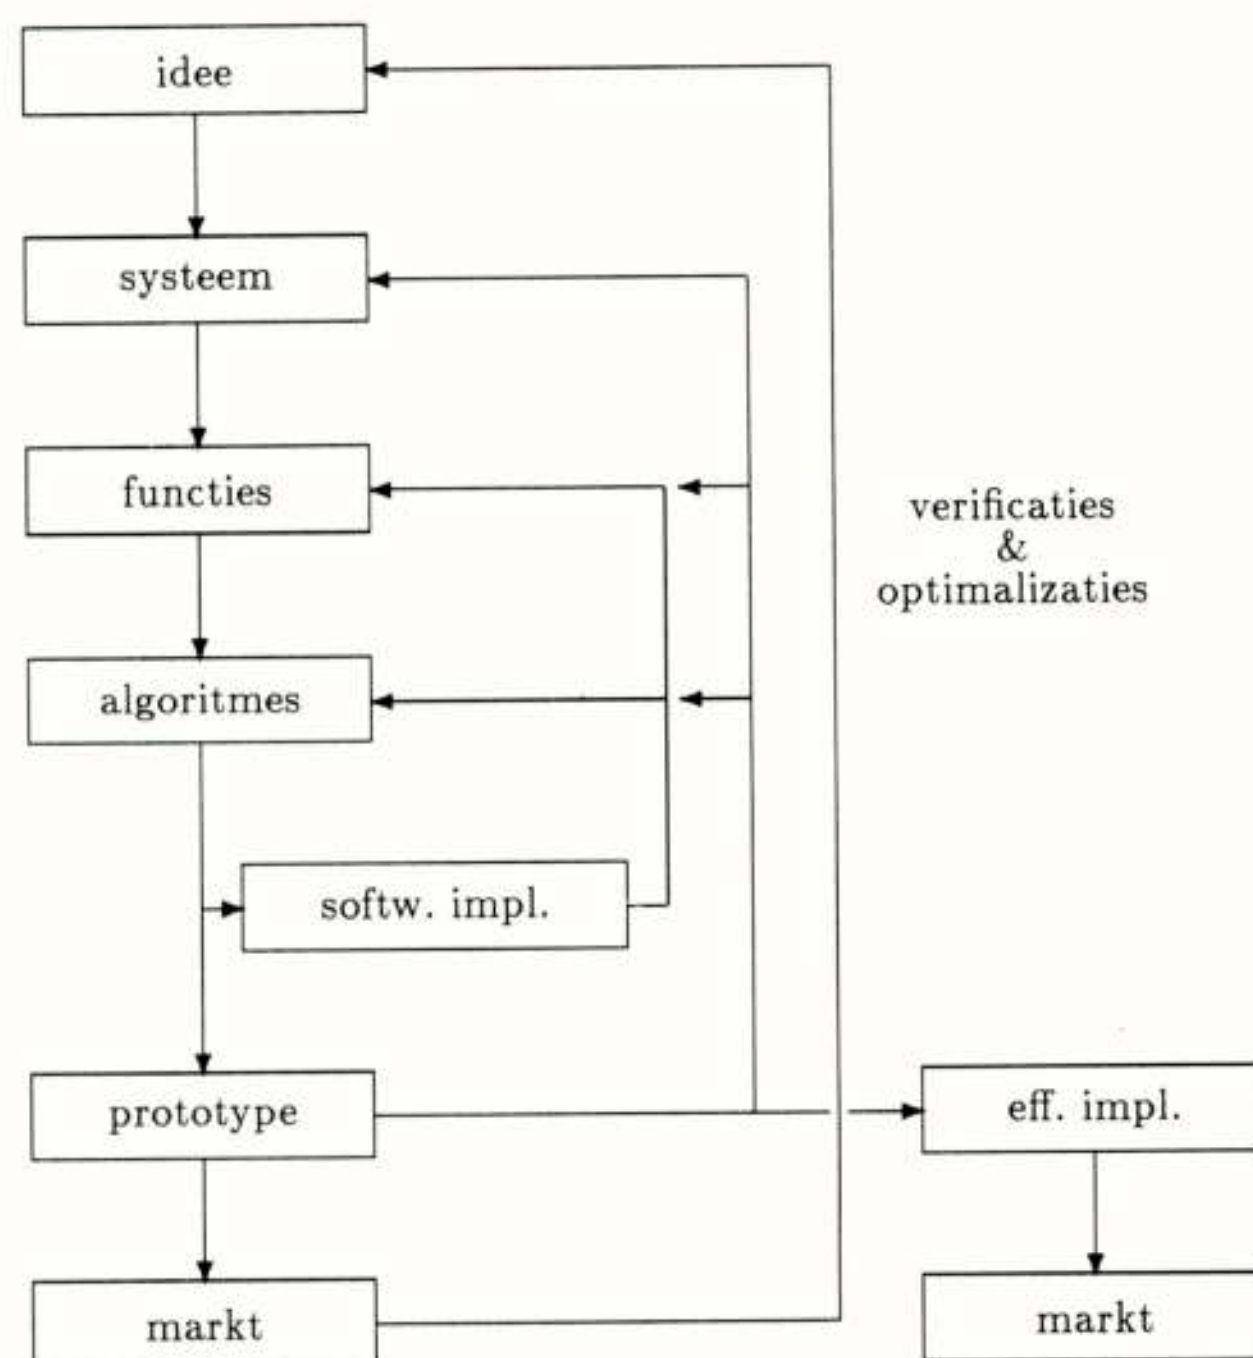 idee
systeem
functies
verificaties
&
optimalizaties
algoritmes
softw. impl.
prototype
eff. impl.
markt
markt